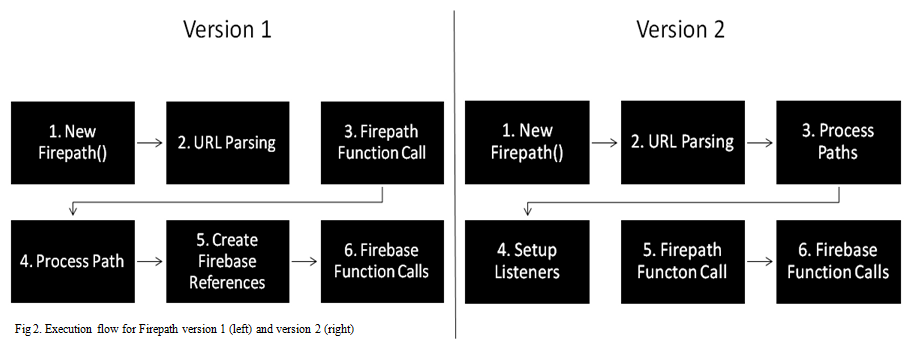 Version 1
1. New
Firepath()
2. URL Parsing
3. Firepath
Function Call
4. Process Path
5. Create
Firebase
References
6. Firebase
Function Calls
Version 2
1. New
Firepath()
2. URL Parsing
3. Process
Paths
4. Setup
Listeners
5. Firepath
Functon Call
6. Firebase
Function Calls
Fig 2. Execution flow for Firepath version 1 (left) and version 2 (right)